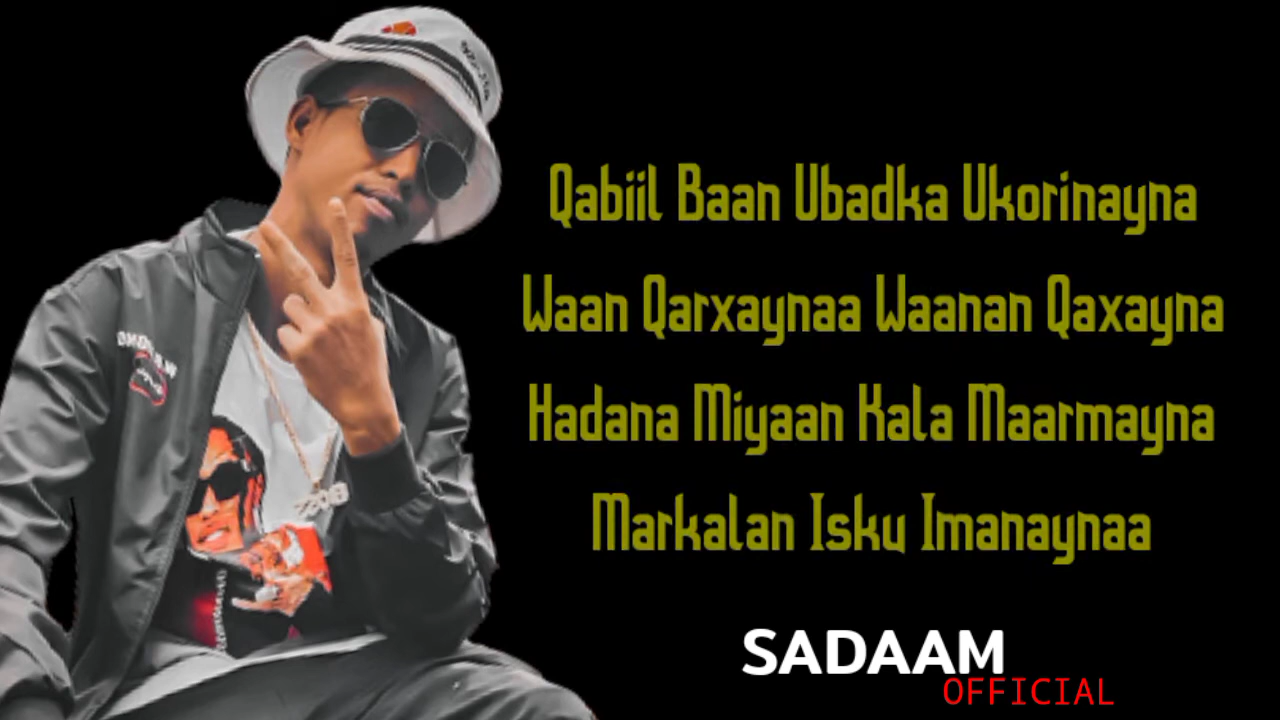 Qabiil Baan Ubadka Ukorinayna
Waan Qarxaynaa Waanan Qaxayna
Hadana Miyaan Kala Maarmayna
Markalan Isku Imanaynaa
SADAAM
OFFICIAL